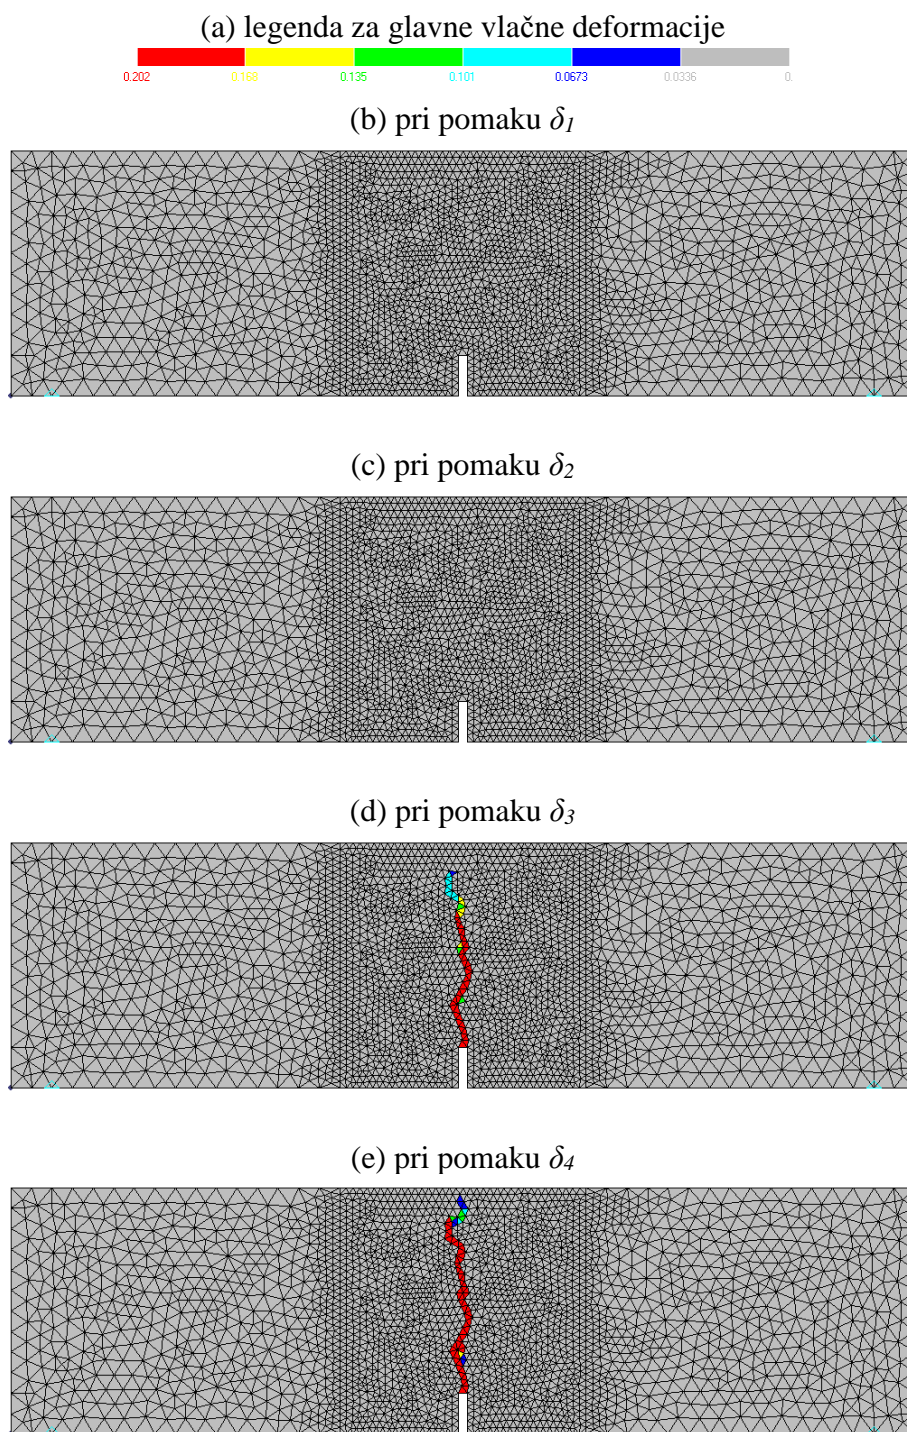 (a) legenda za glavne vlačne deformacije
0.202 0.168 0.135 0.101 0.0673 0.0336 0.
(b) pri pomaku δ1
(c) pri pomaku δ2
(d) pri pomaku δ3
(e) pri pomaku δ4